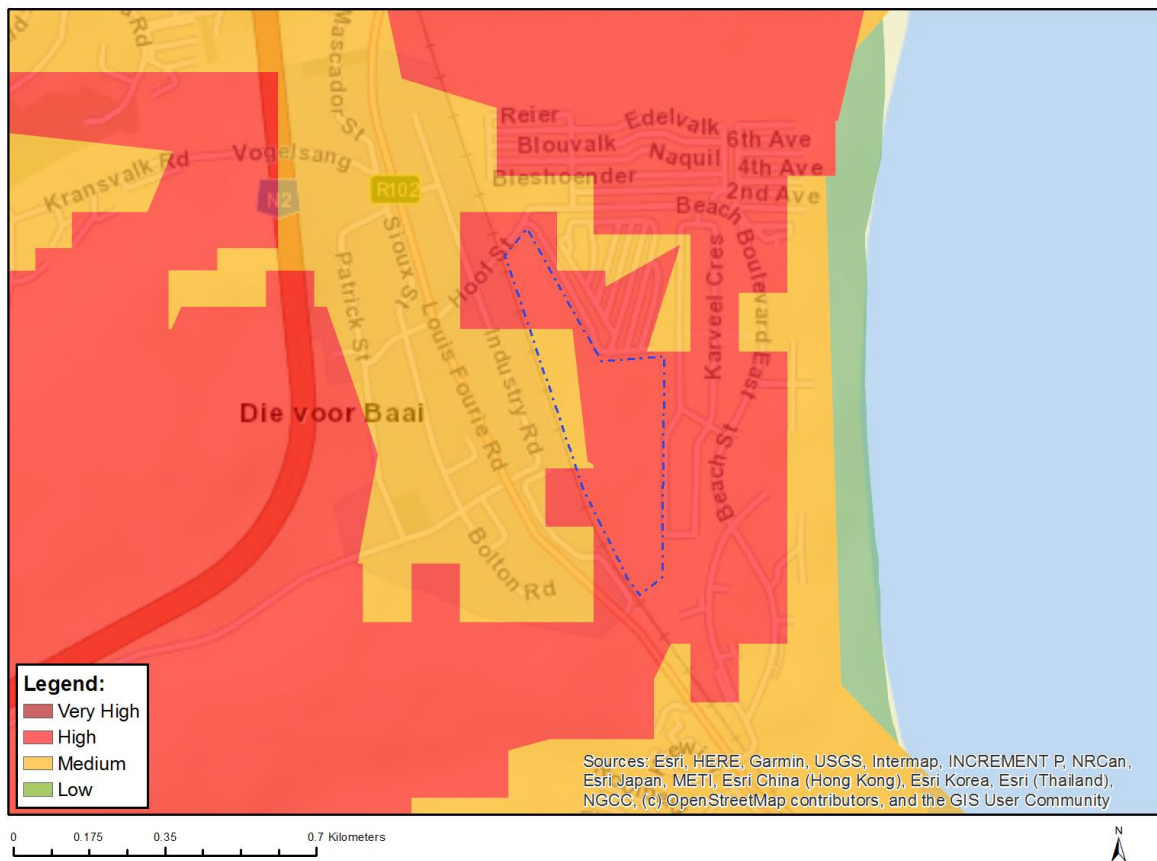 Rd
Mascador St
Reier
Edelvalk
6th Ave
Blouvalk
Naquil
4th Ave
Bleshoender
2nd Ave
Vogelsang
Kransvalk Rd
N2
R102
Beach Boulevard East
Sioux St
Hoof St
Patrick St
Karveel Cres
Louis Fourie Rd
Industry Rd
Die voor Baai
Beach St
Bolton Rd
Legend:
Very High
High
Medium
Low
Sources: Esri, HERE, Garmin, USGS, Intermap, INCREMENT P, NRCan,
Esri Japan, METI, Esri China (Hong Kong), Esri Korea, Esri (Thailand),
NGCC, (c) OpenStreetMap contributors, and the GIS User Community
0 0.175 0.35 0.7 Kilometers
N